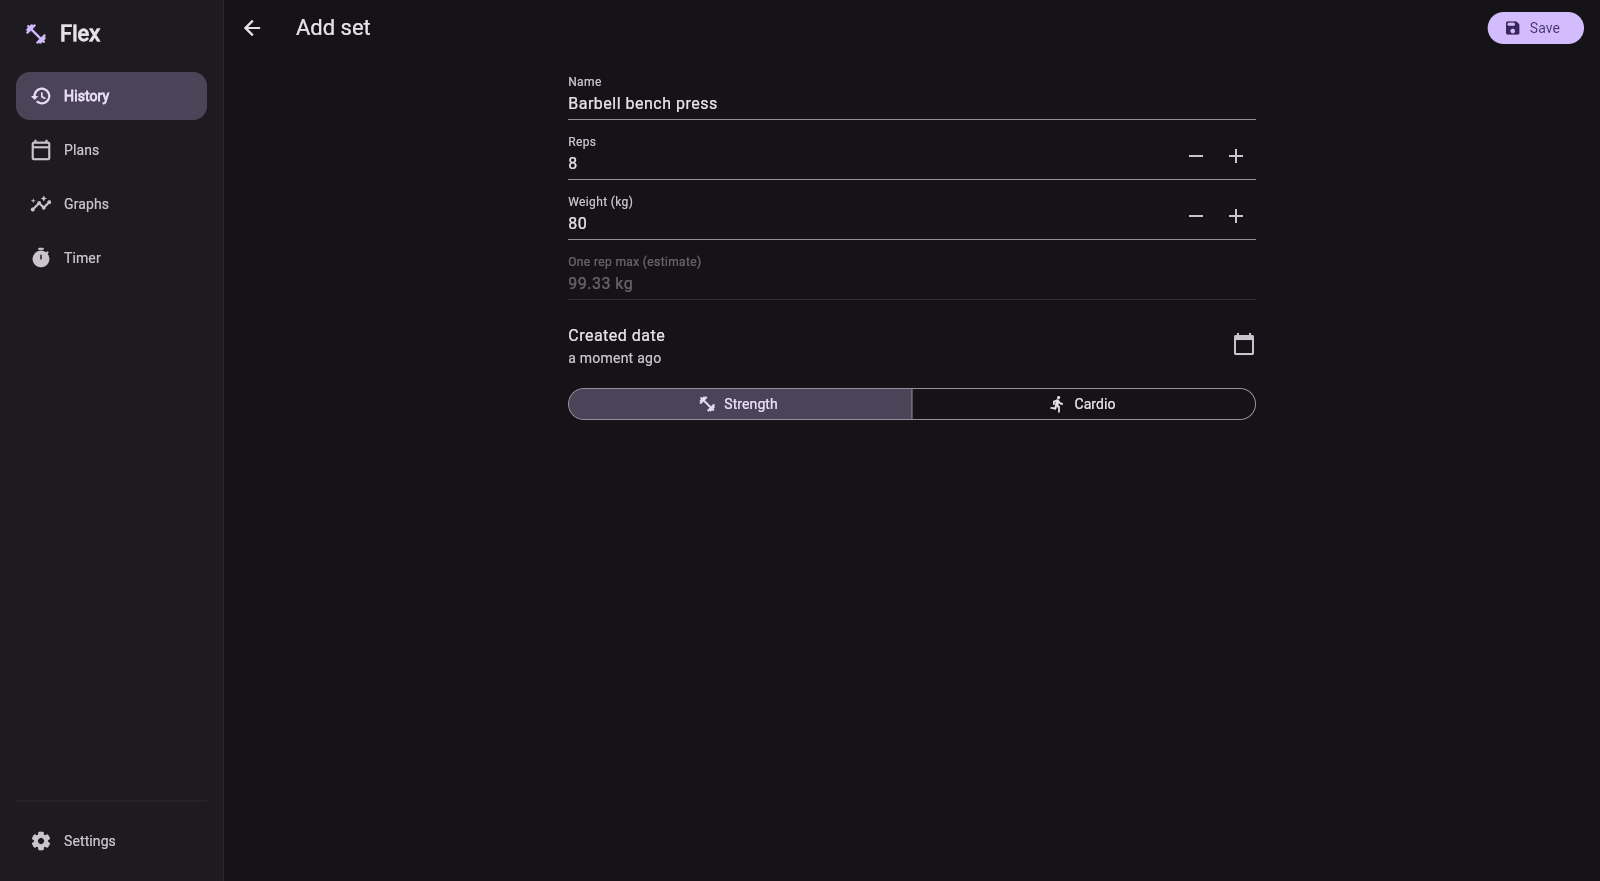 Flex
History
Plans
Graphs
Timer
Settings
Add set
Save
Name
Barbell bench press
Reps
8
Weight (kg)
80
One rep max (estimate)
99.33 kg
Created date
a moment ago
Strength
Cardio